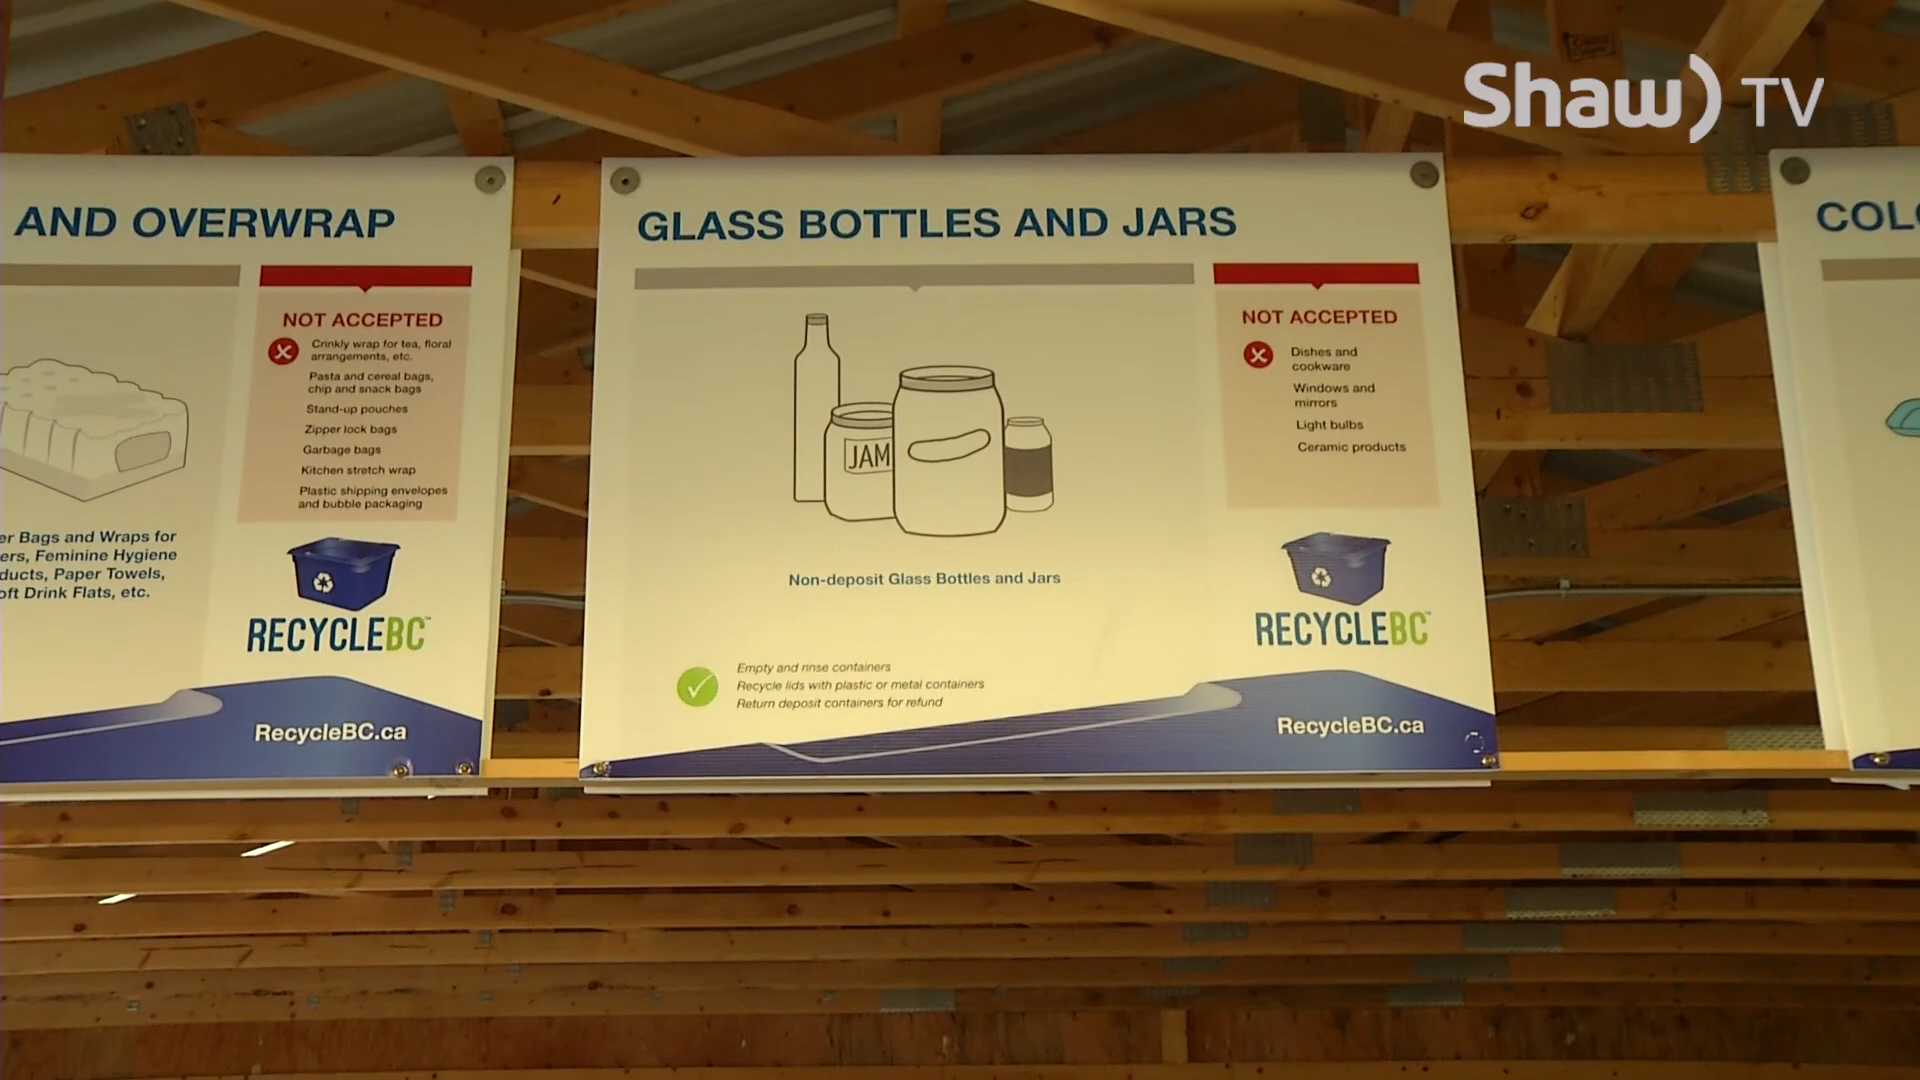 Shaw) TV
AND OVERWRAP
NOT ACCEPTED
Crinkly wrap for tea, floral
arrangements, etc.
Pasta and cereal bags,
chip and snack bags
Stand-up pouches
Zipper lock bags
Garbage bags
Kitchen stretch wrap
Plastic shipping envelopes
and bubble packaging
er Bags and Wraps for
ers, Feminine Hygiene
ducts, Paper Towels,
oft Drink Flats, etc.
RECYCLEBC™
RecycleBC.ca
GLASS BOTTLES AND JARS
JAM
Non-deposit Glass Bottles and Jars
Empty and rinse containers
Recycle lids with plastic or metal containers
Return deposit containers for refund
NOT ACCEPTED
Dishes and
cookware
Windows and
mirrors
Light bulbs
Ceramic products
RECYCLEBC™
RecycleBC.ca
COLO